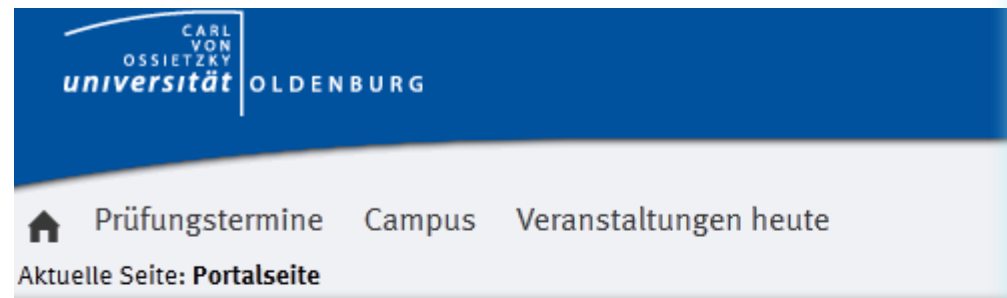 CARL
VON
OSSIETZKY
universität OLDENBURG
Prüfungstermine Campus Veranstaltungen heute
Aktuelle Seite: Portalseite